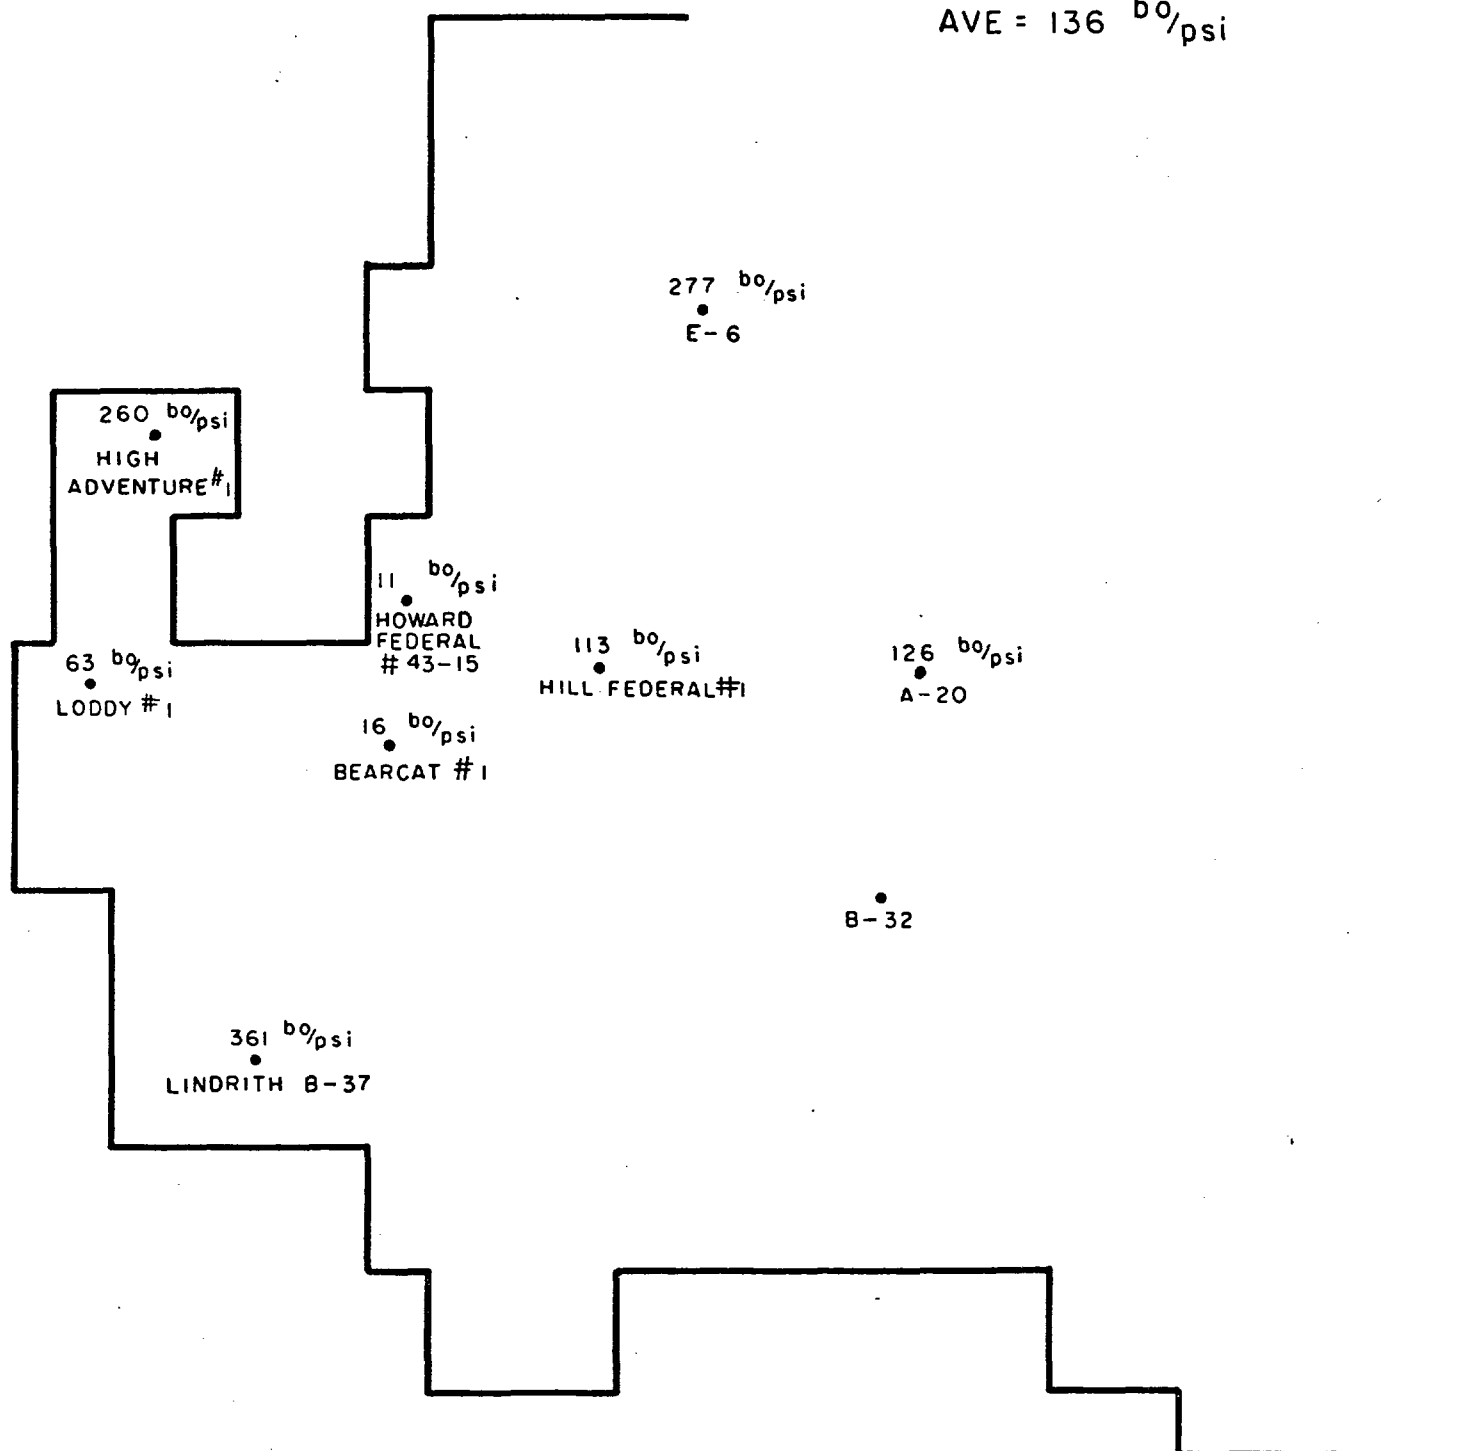 AVE = 136 bo/psi
277 bo/psi
E-6
260 bo/psi
HIGH
ADVENTURE #1
11 bo/psi
HOWARD
FEDERAL
# 43-15
63 bo/psi
LODDY #1
113 bo/psi
HILL FEDERAL #1
126 bo/psi
A-20
16 bo/psi
BEARCAT #1
B-32
361 bo/psi
LINDRITH B-37